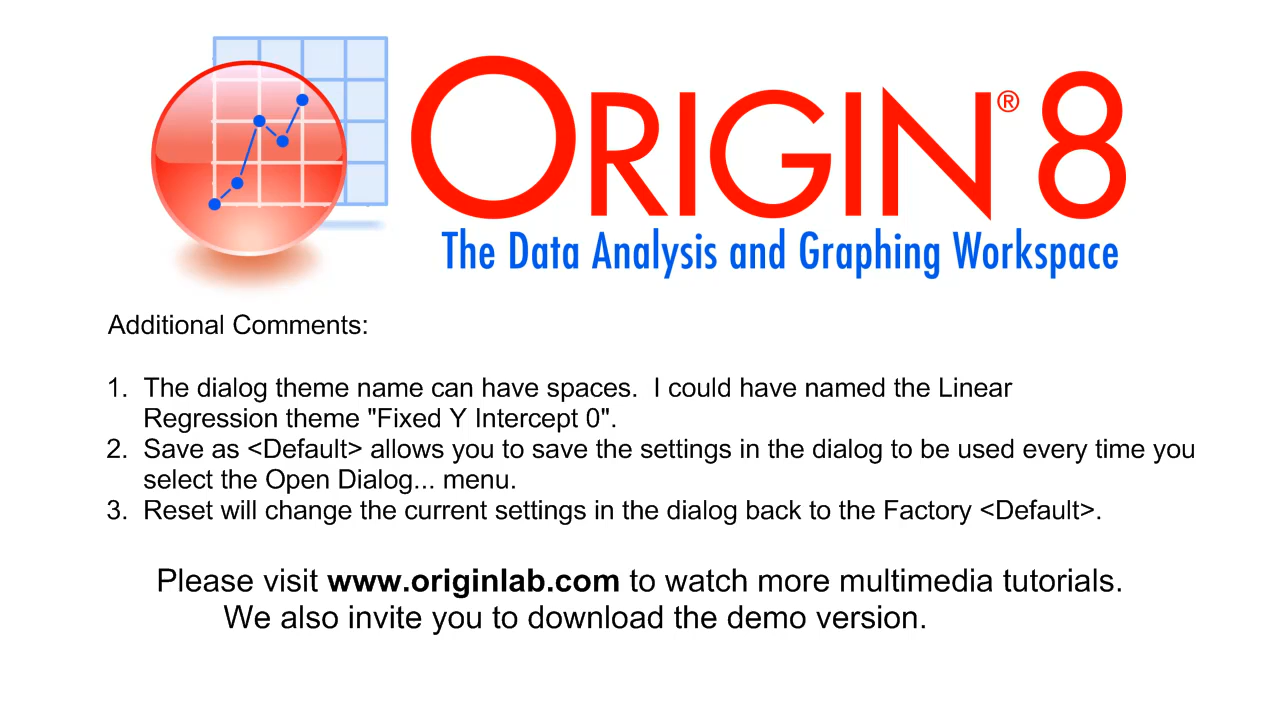 ORIGIN® 8
The Data Analysis and Graphing Workspace
Additional Comments:
1. The dialog theme name can have spaces. I could have named the Linear
Regression theme "Fixed Y Intercept 0".
2. Save as <Default> allows you to save the settings in the dialog to be used every time you
select the Open Dialog... menu.
3. Reset will change the current settings in the dialog back to the Factory <Default>.
Please visit www.originlab.com to watch more multimedia tutorials.
We also invite you to download the demo version.